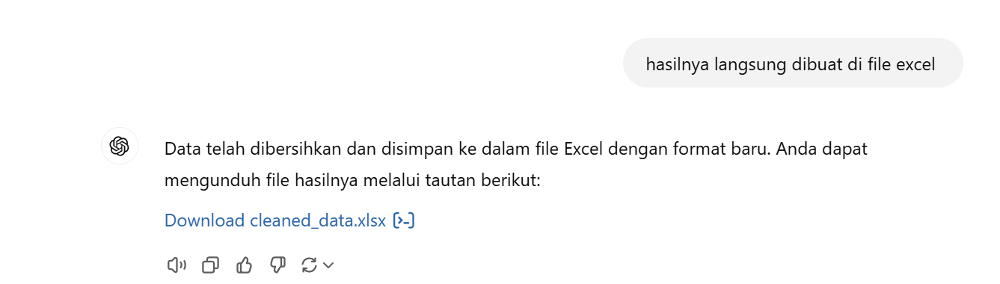 hasilnya langsung dibuat di file excel
Data telah dibersihkan dan disimpan ke dalam file Excel dengan format baru. Anda dapat
mengunduh file hasilnya melalui tautan berikut:
Download cleaned_data.xlsx